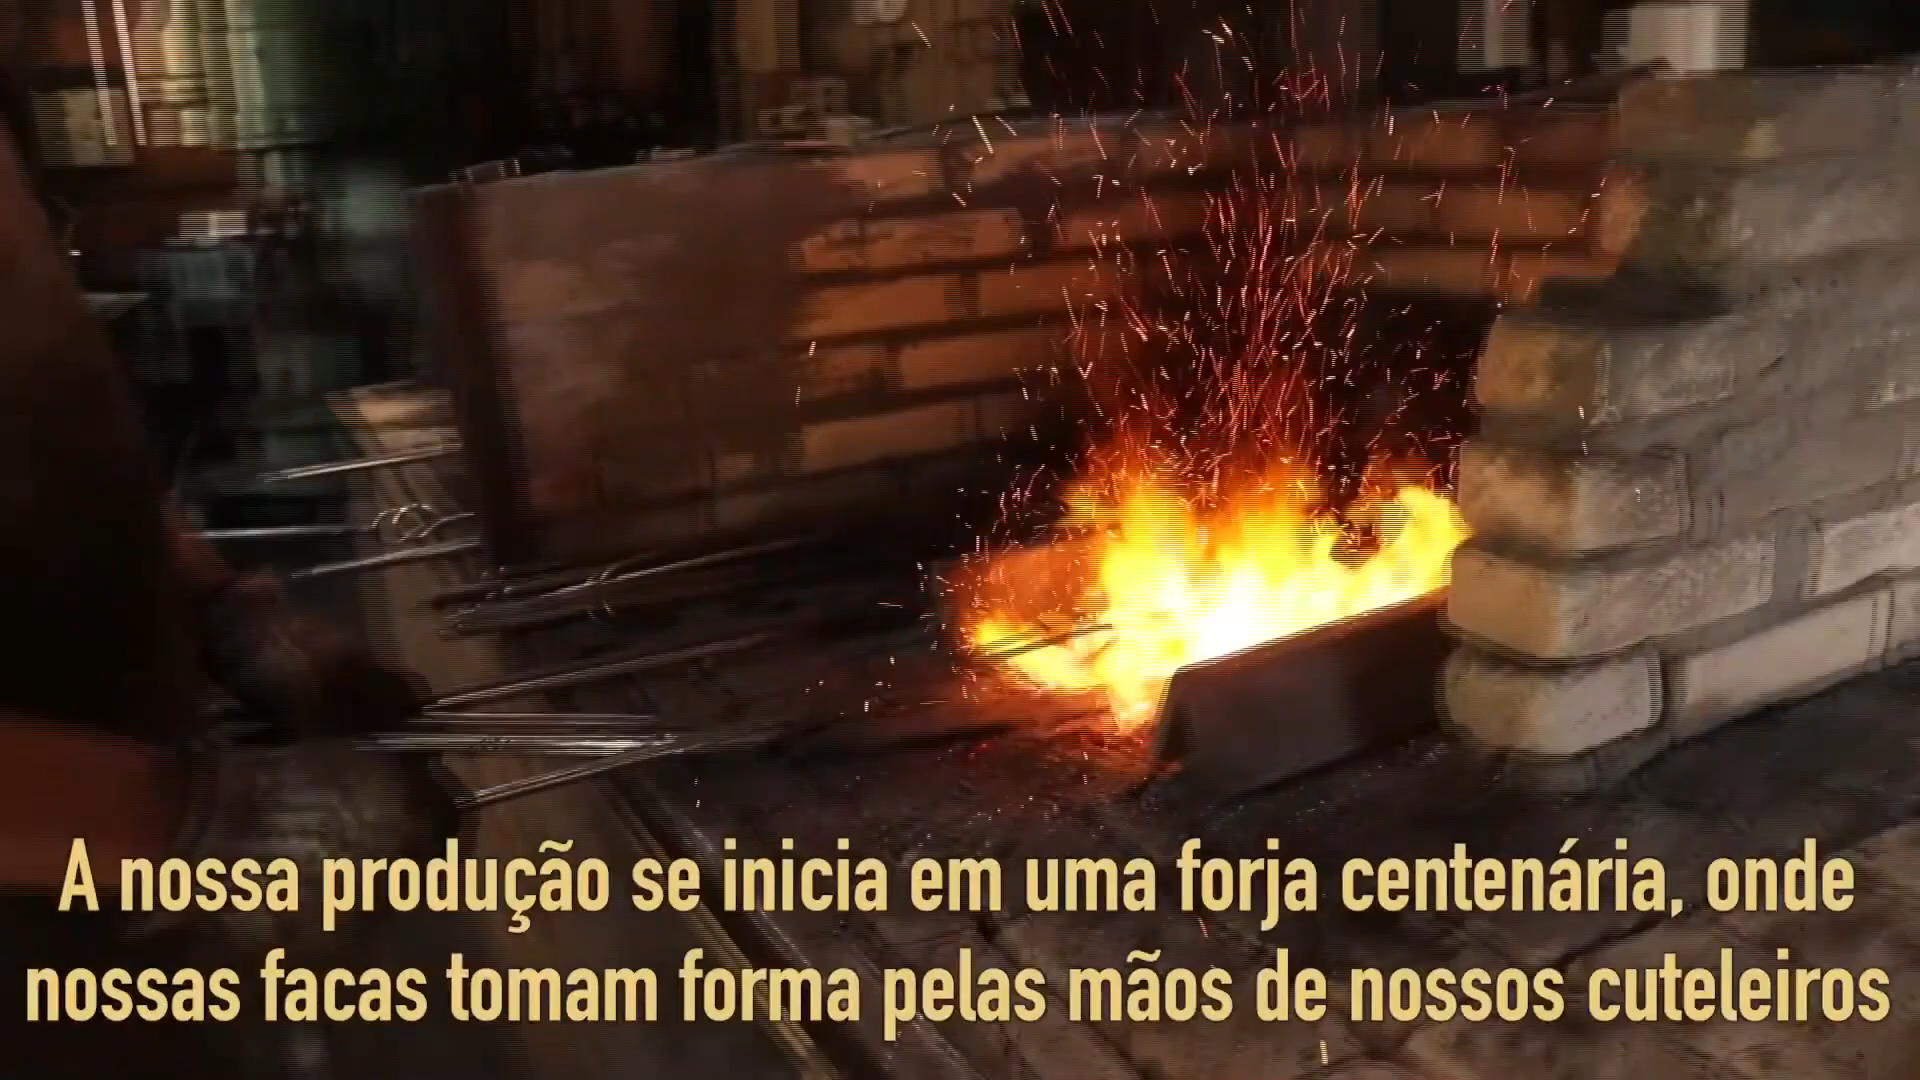 A nossa produção se inicia em uma forja centenária, onde
nossas facas tomam forma pelas mãos de nossos cuteleiros